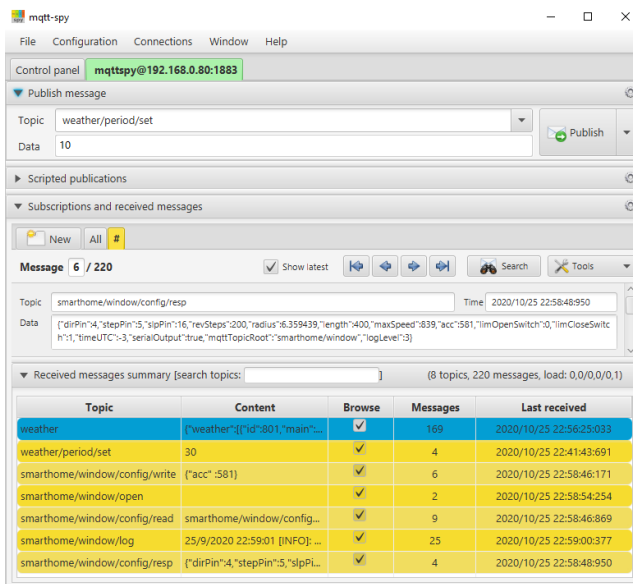 mqtt-spy
File Configuration Connections Window Help
Control panel mqttspy@192.168.0.80:1883
Publish message
Topic weather/period/set
Publish
Data 10
Scripted publications
Subscriptions and received messages
New All #
Message 6 / 220 Show latest Search Tools
Topic smarthome/window/config/resp Time 2020/10/25 22:58:48:950
Data {"dirPin":4,"stepPin":5,"slpPin":16,"revSteps":200,"radius":6.359439,"length":400,"maxSpeed":839,"acc":581,"limOpenSwitch":0,"limCloseSwitc
h":1,"timeUTC":-3,"serialOutput":true,"mqttTopicRoot":"smarthome/window","logLevel":3}
Received messages summary [search topics: ] (8 topics, 220 messages, load: 0,0/0,0/0,1)
Topic Content Browse Messages Last received
weather {"weather":[{"id":801,"main":... 169 2020/10/25 22:56:25:033
weather/period/set 30 4 2020/10/25 22:41:43:691
smarthome/window/config/write {"acc" :581} 6 2020/10/25 22:58:46:171
smarthome/window/open 2 2020/10/25 22:58:54:254
smarthome/window/config/read smarthome/window/config... 9 2020/10/25 22:58:46:869
smarthome/window/log 25/9/2020 22:59:01 [INFO]: ... 25 2020/10/25 22:59:00:377
smarthome/window/config/resp {"dirPin":4,"stepPin":5,"slpPi... 4 2020/10/25 22:58:48:950